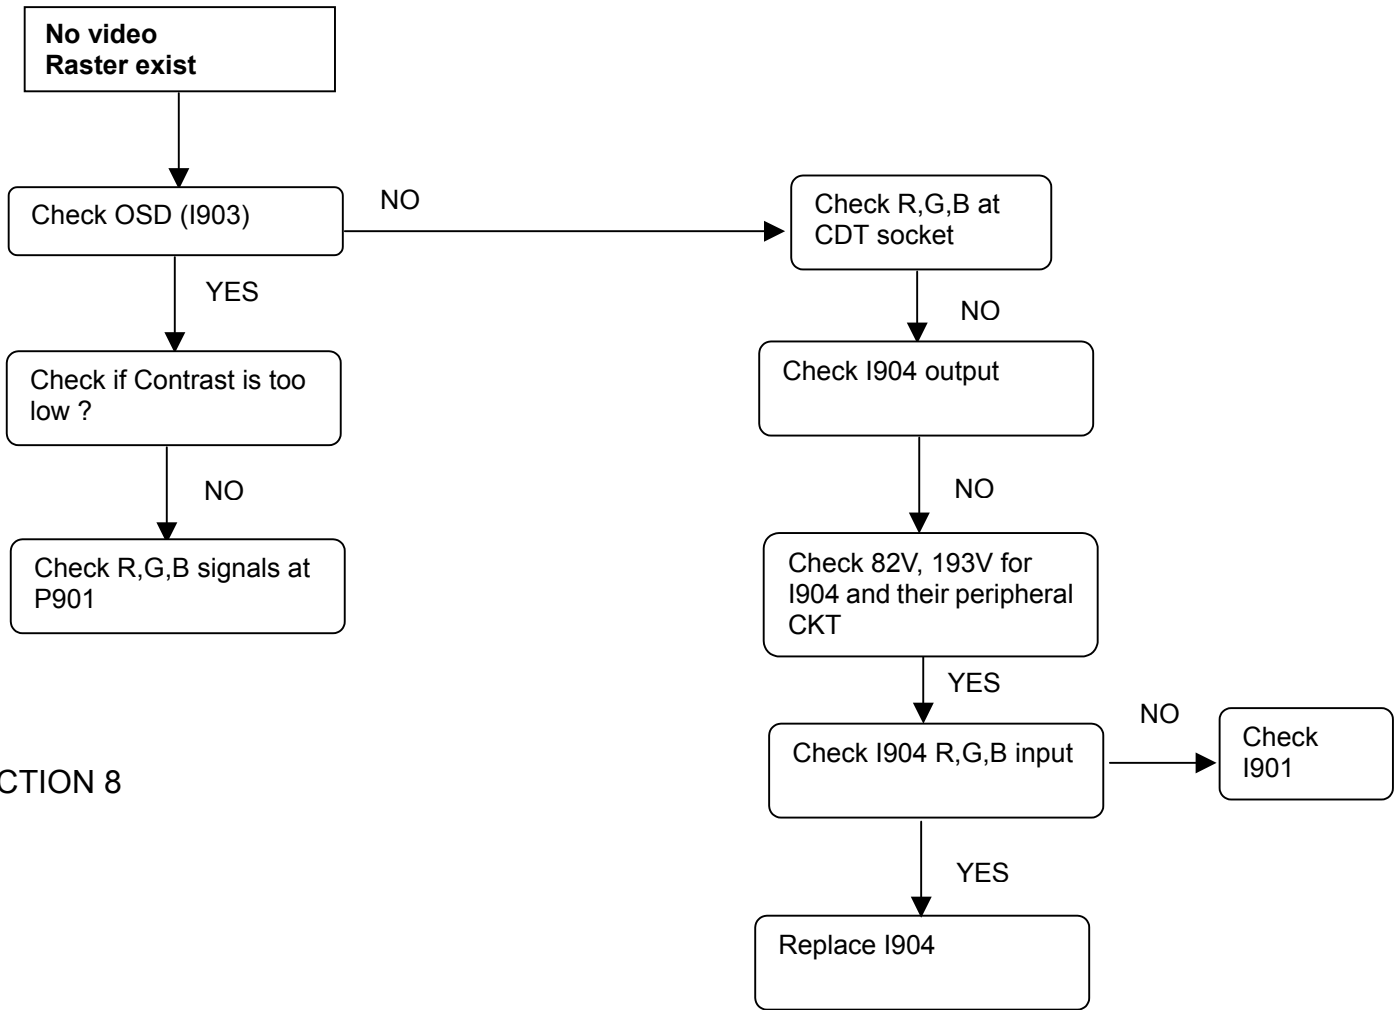 No video
Raster exist
Check OSD (I903)
NO
YES
Check if Contrast is too
low ?
NO
Check R,G,B signals at
P901
Check R,G,B at
CDT socket
NO
Check I904 output
NO
Check 82V, 193V for
I904 and their peripheral
CKT
YES
Check I904 R,G,B input
NO
Check
I901
YES
Replace I904
CTION 8